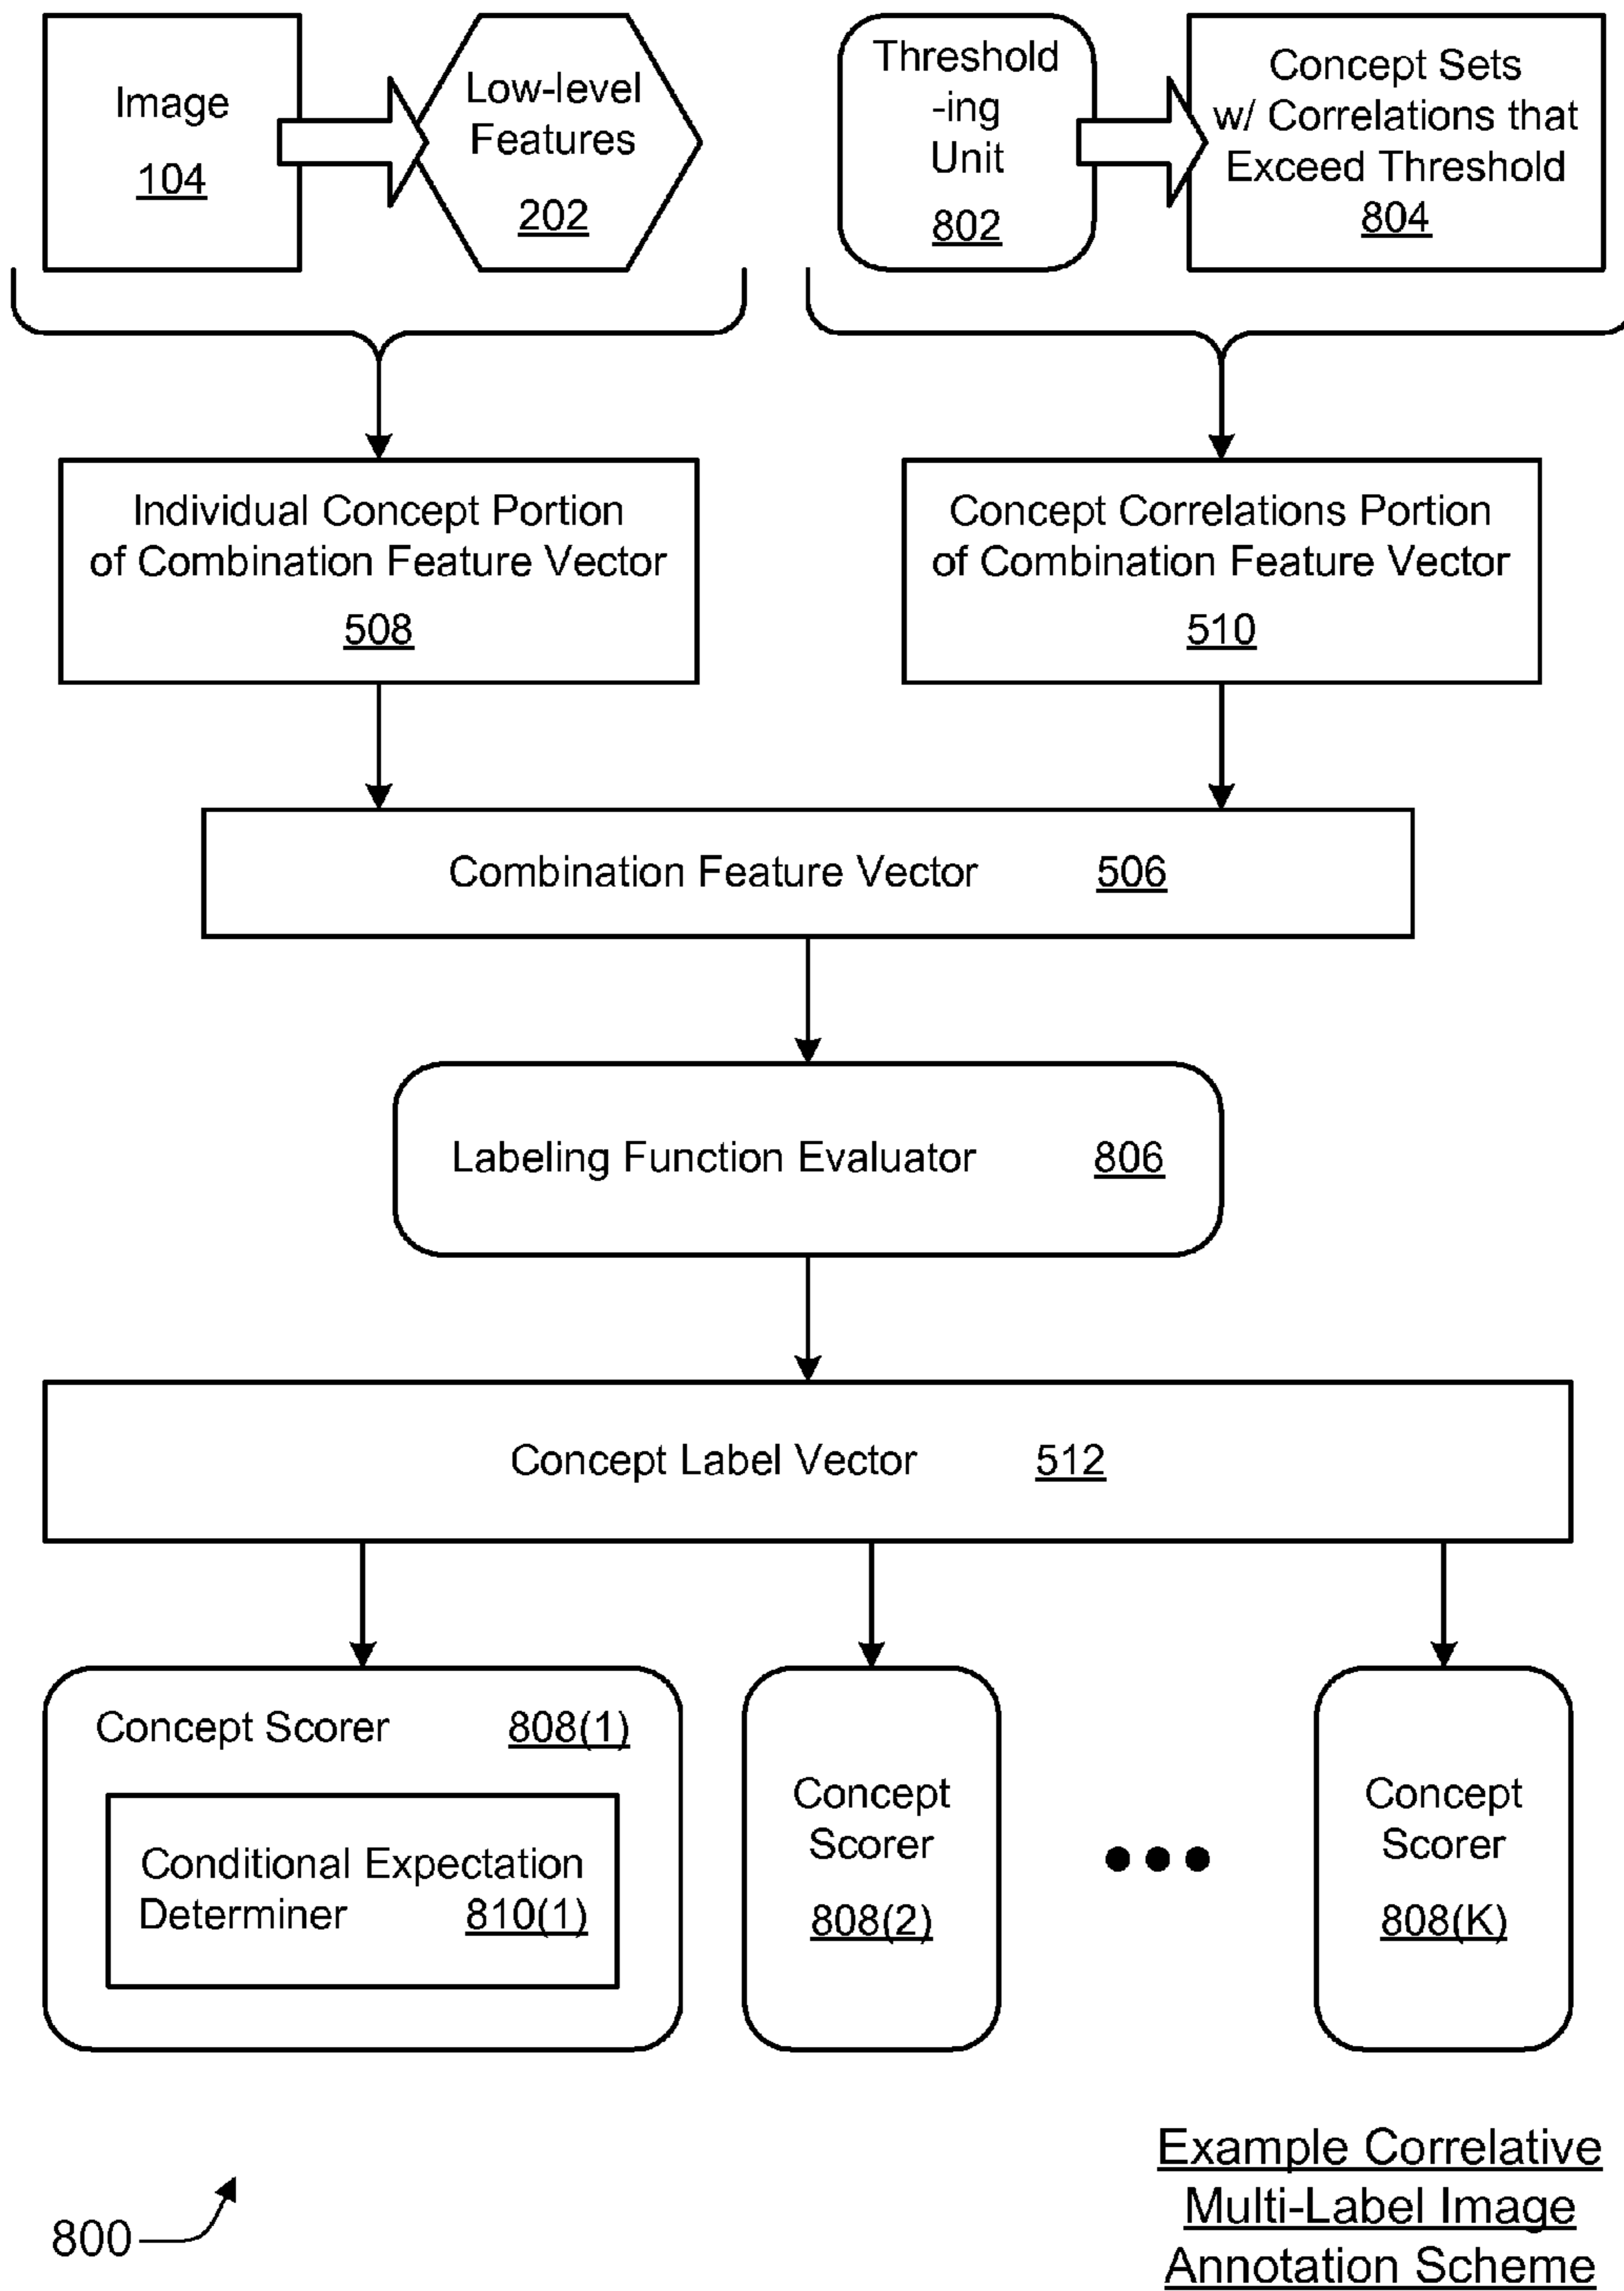 Image
104
Low-level
Features
202
Threshold
-ing
Unit
802
Concept Sets
w/ Correlations that
Exceed Threshold
804
Individual Concept Portion
of Combination Feature Vector
508
Concept Correlations Portion
of Combination Feature Vector
510
Combination Feature Vector 506
Labeling Function Evaluator 806
Concept Label Vector 512
Concept Scorer 808(1)
Conditional Expectation
Determiner 810(1)
Concept
Scorer
808(2)
Concept
Scorer
808(K)
800
Example Correlative
Multi-Label Image
Annotation Scheme